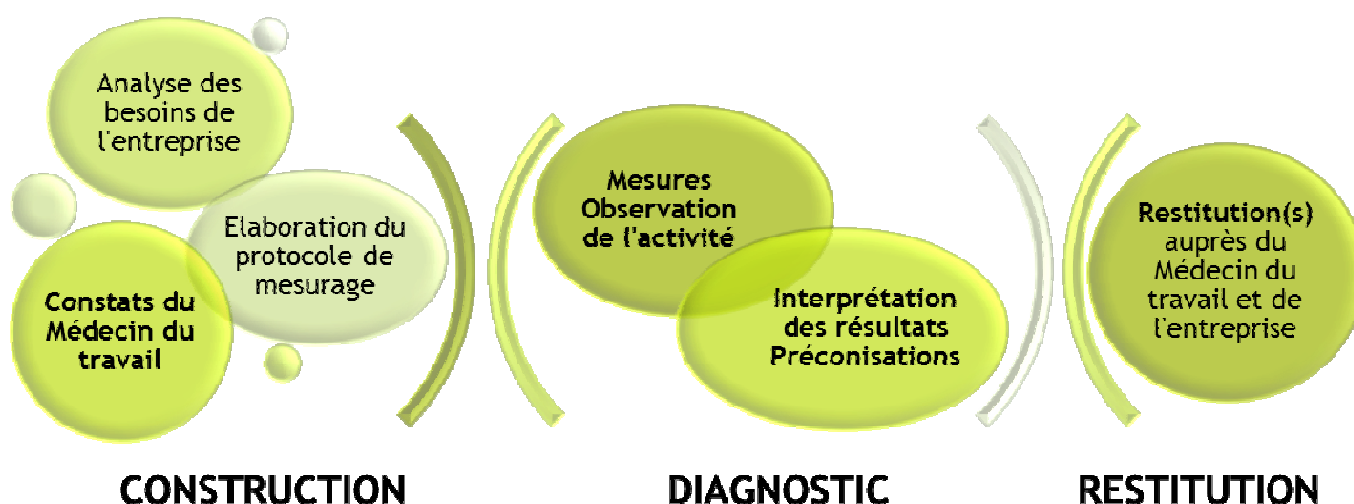 Analyse des
besoins de
l'entreprise
Elaboration du
protocole de
mesurage
Constats du
Médecin du
travail
CONSTRUCTION
Mesures
Observation
de l'activité
Interprétation
des résultats
Préconisations
DIAGNOSTIC
Restitution(s)
auprès du
Médecin du
travail et de
l'entreprise
RESTITUTION